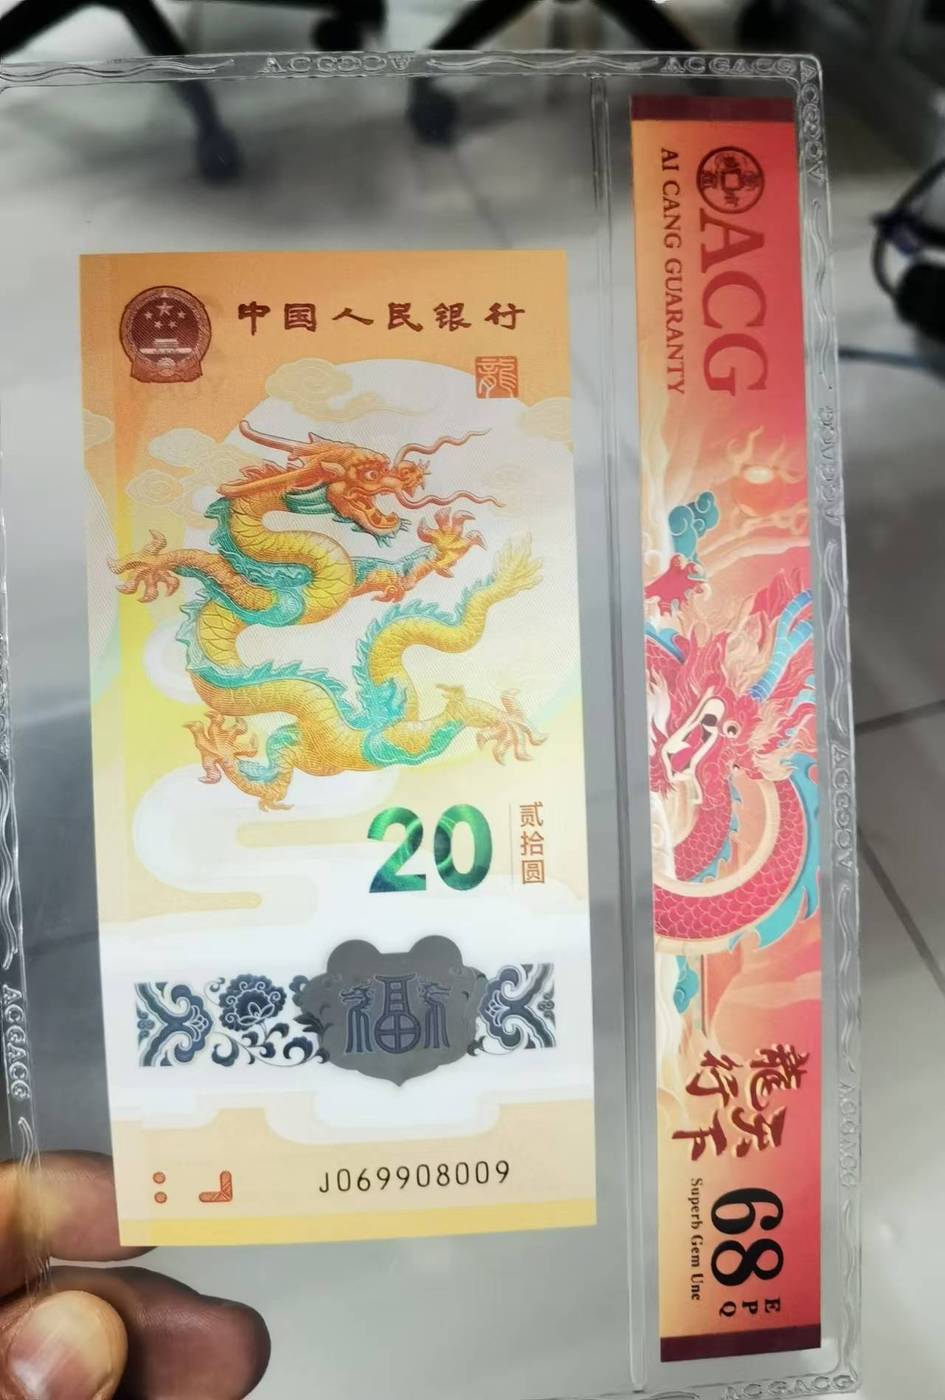 中国人民银行
龍
20
贰拾圆
福
J069908009
ACG
AI CANG GUARANTY
龍行天下
68
EPQ
Superb Gem Unc
ACGACG